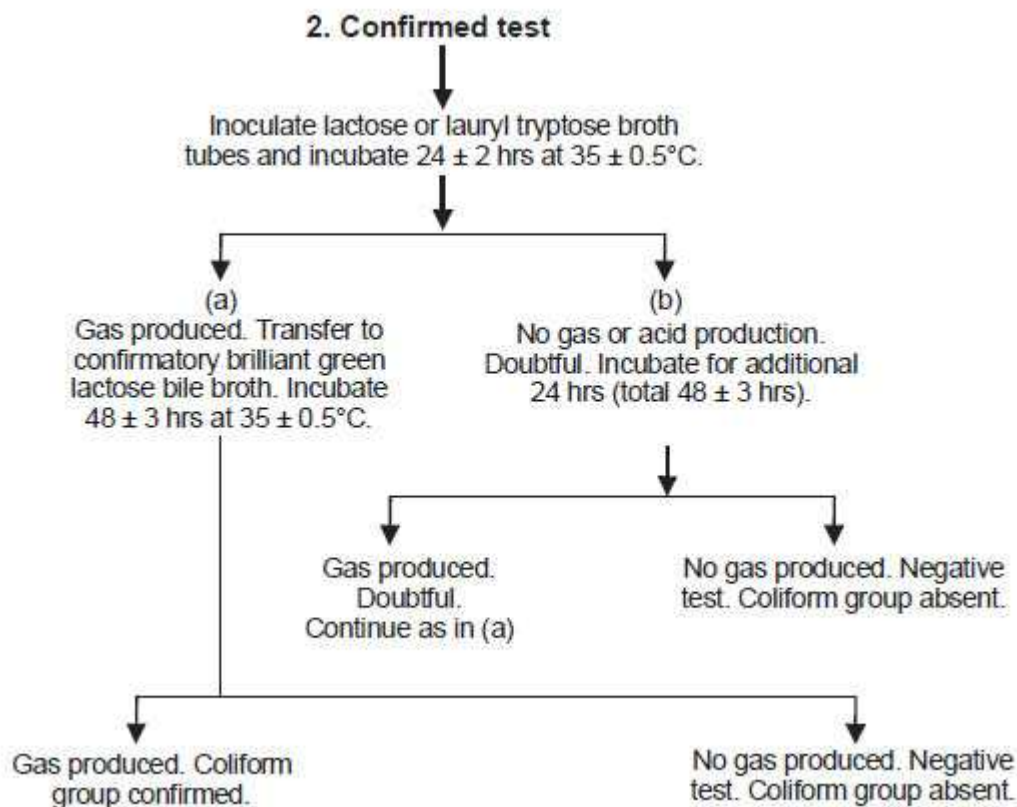 2. Confirmed test
Inoculate lactose or lauryl tryptose broth
tubes and incubate 24 ± 2 hrs at 35 ± 0.5°C.
(a)
Gas produced. Transfer to
confirmatory brilliant green
lactose bile broth. Incubate
48 ± 3 hrs at 35 ± 0.5°C.
(b)
No gas or acid production.
Doubtful. Incubate for additional
24 hrs (total 48 ± 3 hrs).
Gas produced.
Doubtful.
Continue as in (a)
No gas produced. Negative
test. Coliform group absent.
Gas produced. Coliform
group confirmed.
No gas produced. Negative
test. Coliform group absent.